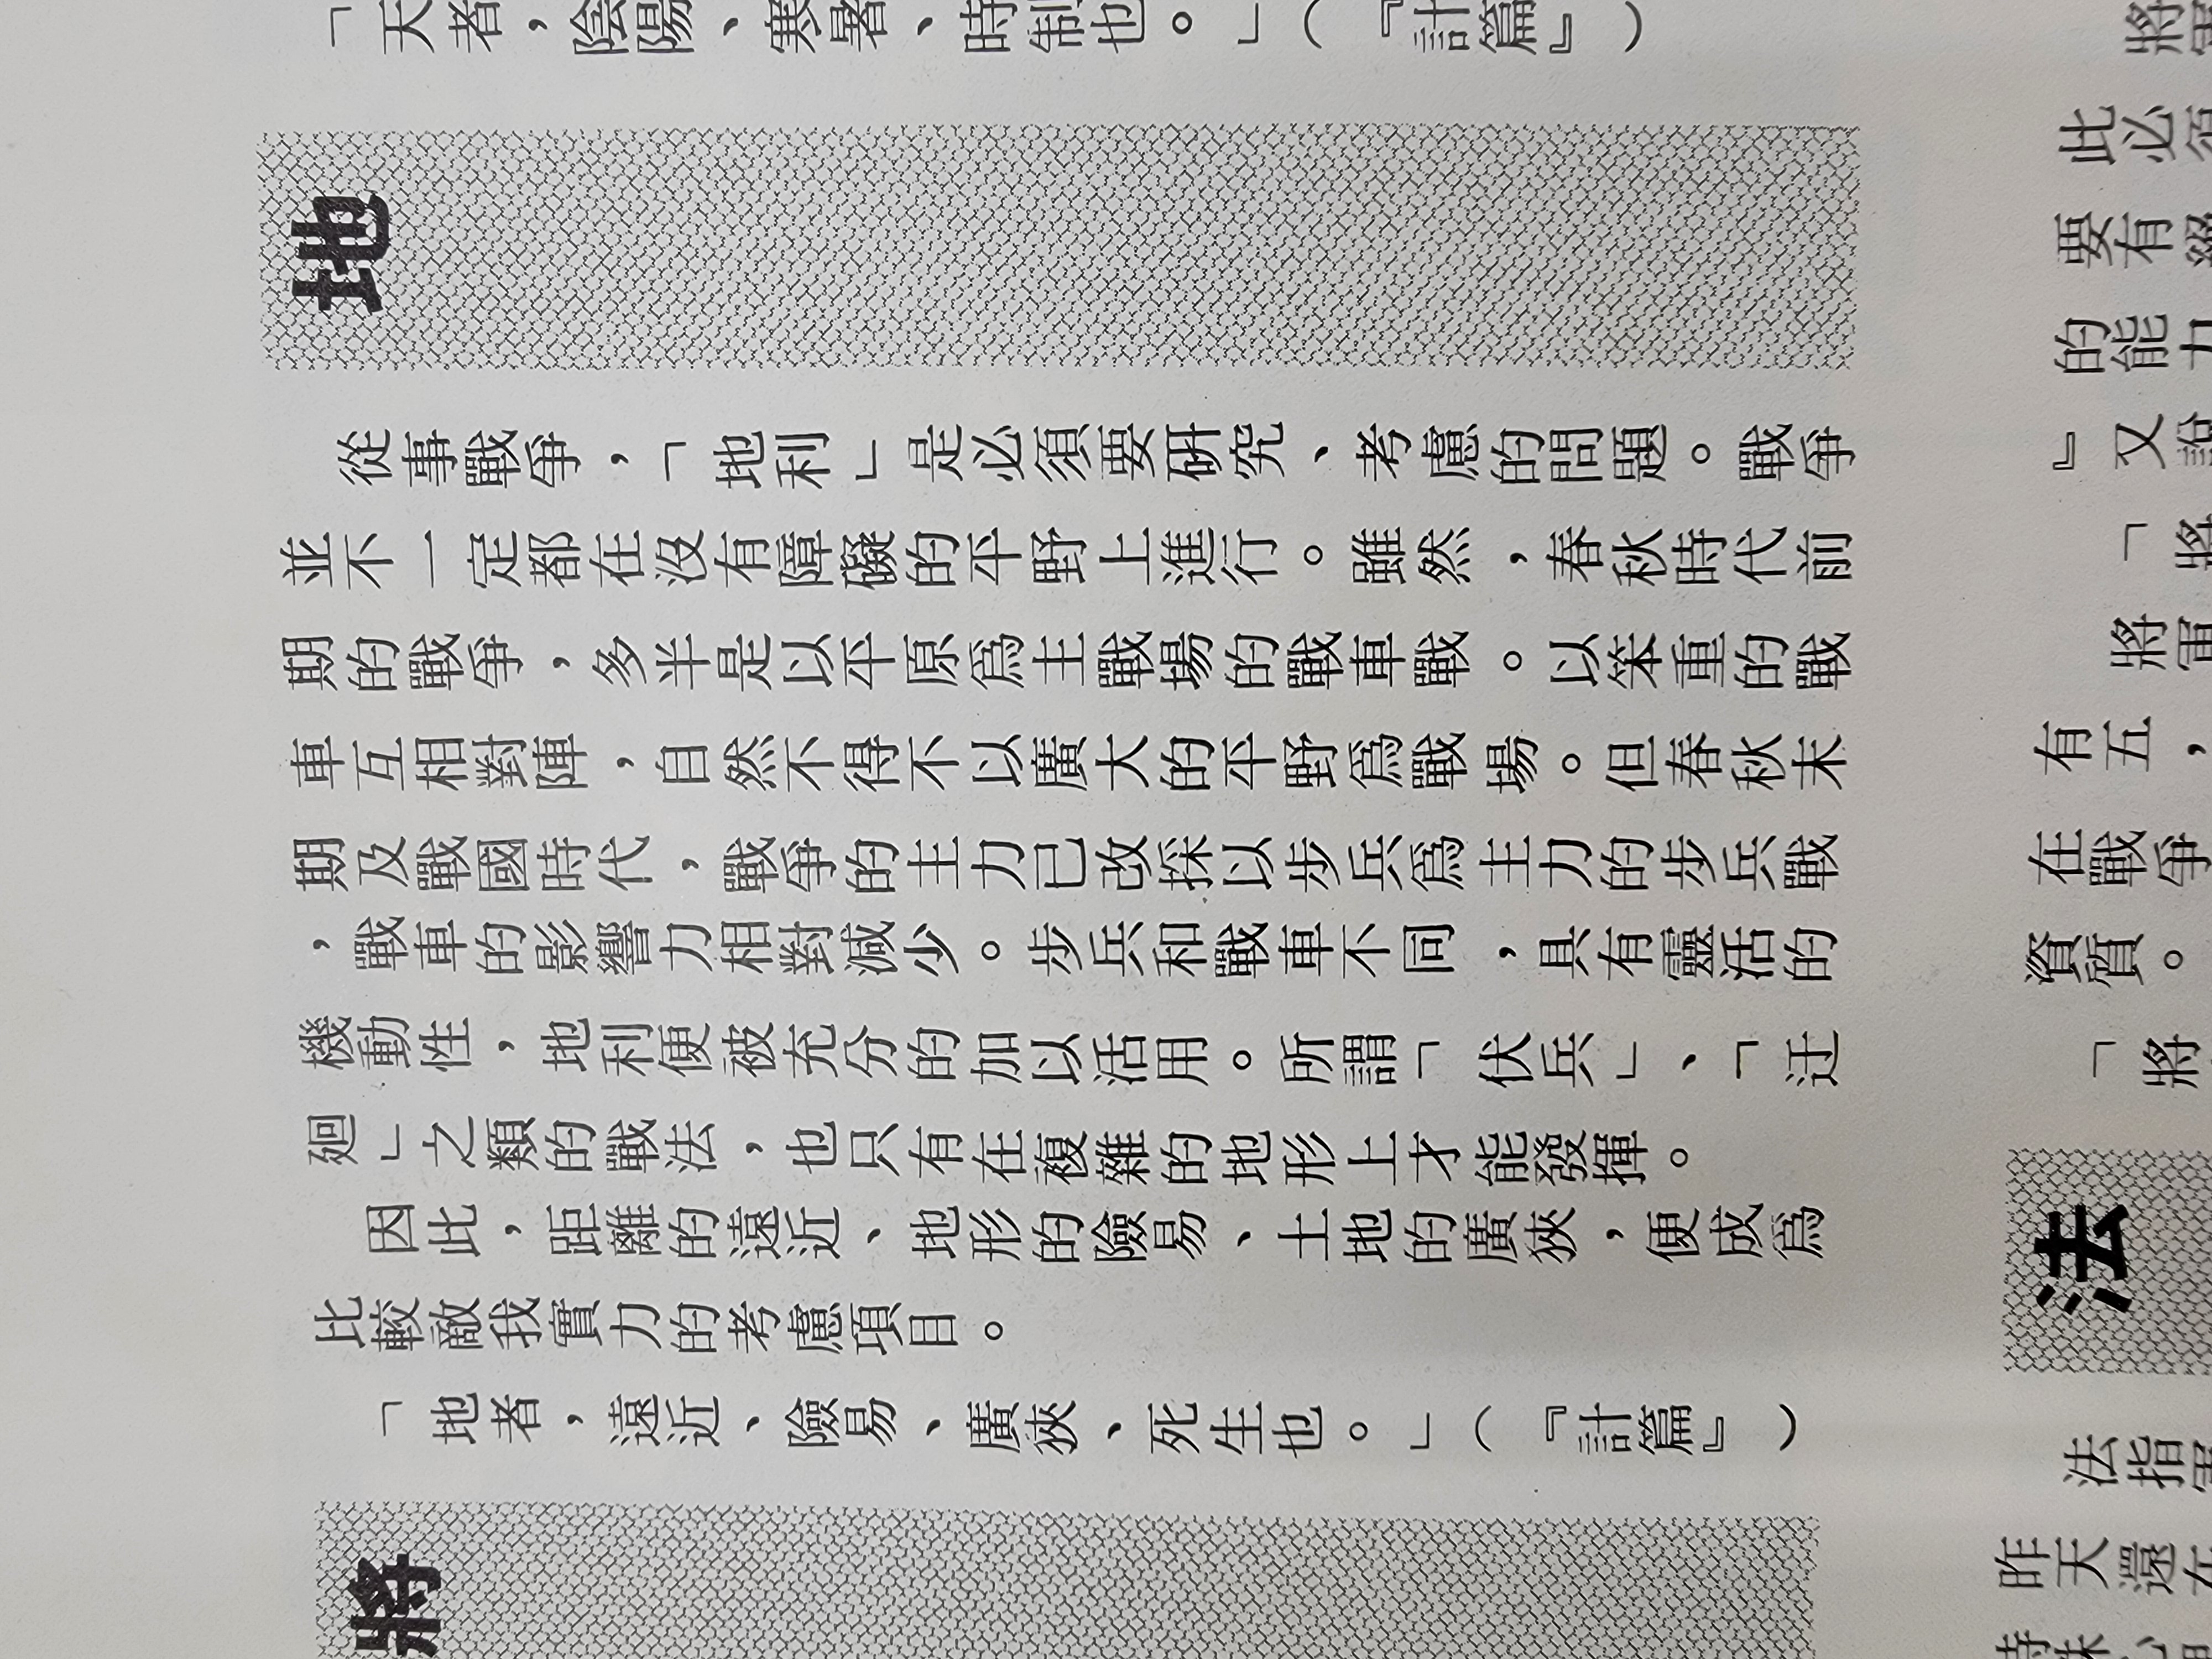 「天者，陰陽、寒暑、時制也。」（『計篇』）
地
從事戰爭，「地利」是必須要研究、考慮的問題。戰爭
並不一定都在沒有障礙的平野上進行。雖然，春秋時代前
期的戰爭，多半是以平原爲主戰場的戰車戰。以笨重的戰
車互相對陣，自然不得不以廣大的平野爲戰場。但春秋末
期及戰國時代，戰爭的主力已改採以步兵爲主力的步兵戰
，戰車的影響力相對減少。步兵和戰車不同，具有靈活的
機動性，地利便被充分的加以活用。所謂「伏兵」、「迂
廻」之類的戰法，也只有在複雜的地形上才能發揮。
因此，距離的遠近、地形的險易、土地的廣狹，便成爲
比較敵我實力的考慮項目。
「地者，遠近、險易、廣狹、死生也。」（『計篇』）
將
將軍
此必須
要有絕
的能力
』又說
「將
將軍
有五，
在戰爭
資質。
「將
法
法指軍
昨天還在
特殊心理